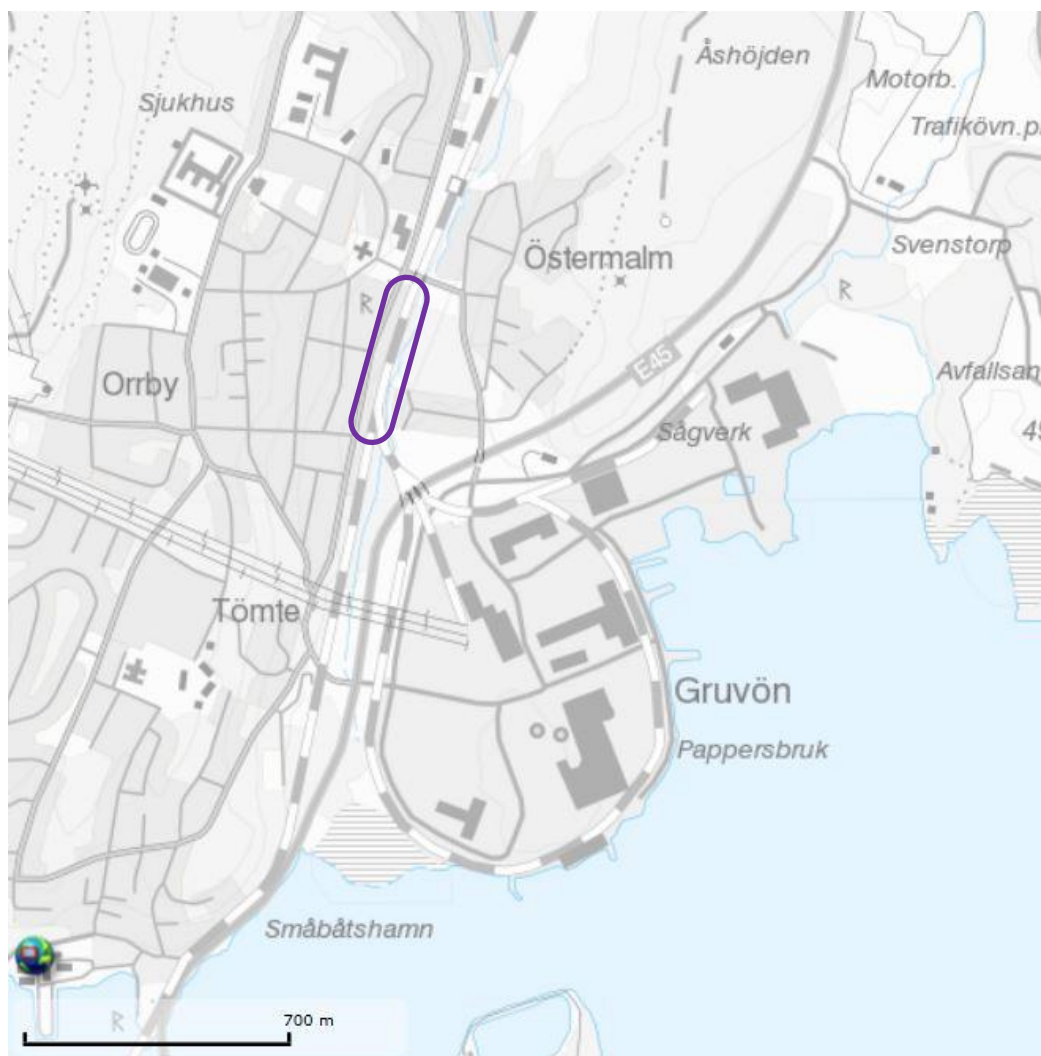 Åshöjden
Motorb.
Sjukhus
Trafikövn.p
Svenstorp
Östermalm
R
R
E45
Avfallsan
Orrby
Sågverk
49
Tömte
Gruvön
Pappersbruk
Småbåtshamn
R
700 m